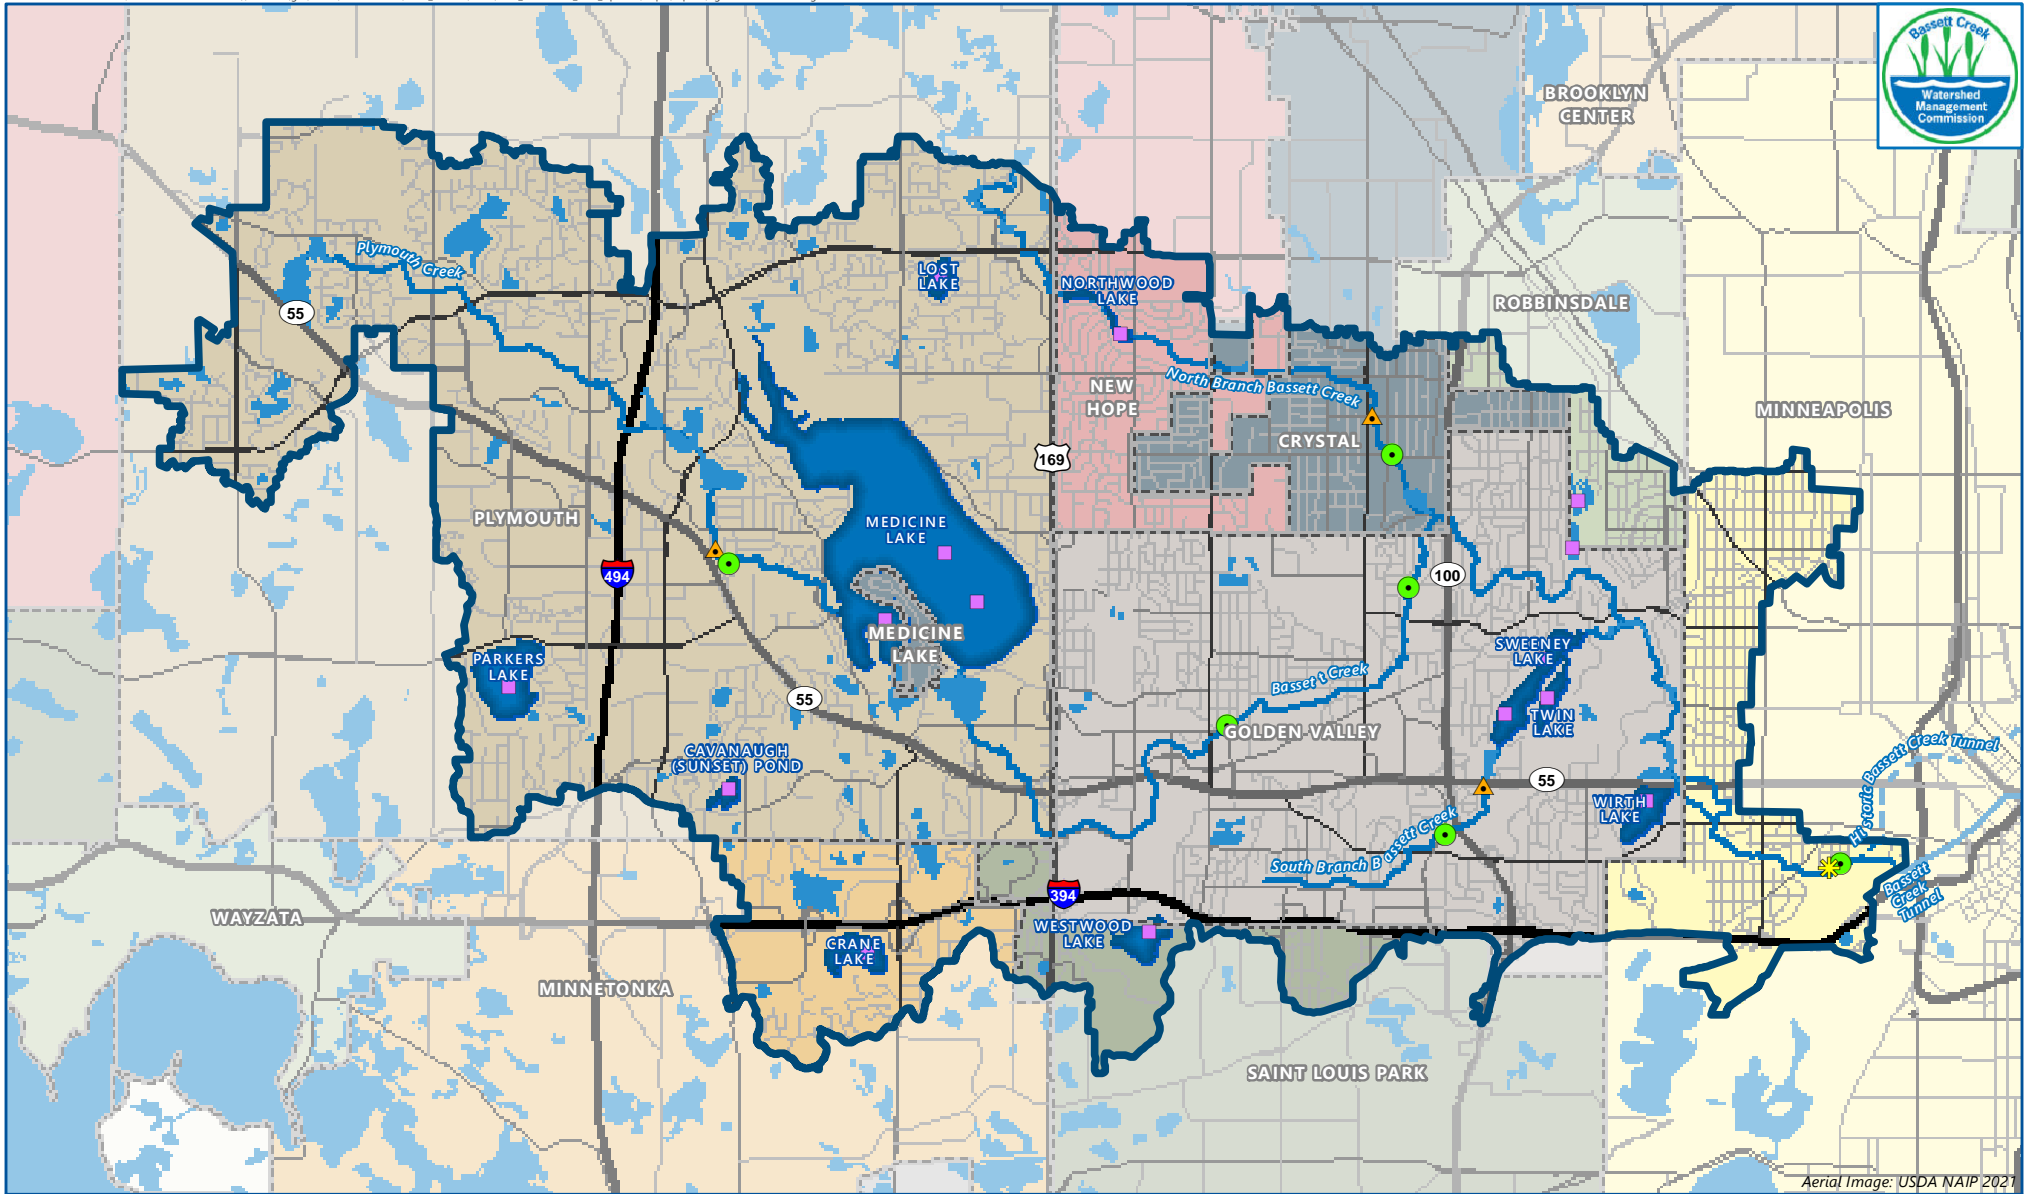 Bassett Creek
Watershed
Management
Commission
BROOKLYN
CENTER
Plymouth Creek
LOST
LAKE
NORTHWOOD
LAKE
ROBBINSDALE
55
North Branch Bassett Creek
NEW
HOPE
MINNEAPOLIS
CRYSTAL
169
PLYMOUTH
MEDICINE
LAKE
494
100
MEDICINE
LAKE
PARKERS
LAKE
SWEENEY
LAKE
Basset t Creek
55
TWIN
LAKE
GOLDEN VALLEY
Historic Bassett Creek Tunnel
CAVANAUGH
(SUNSET) POND
55
WIRTH
LAKE
South Branch Bassett Creek
394
Bassett
Creek
Tunnel
WAYZATA
WESTWOOD
LAKE
CRANE
LAKE
MINNETONKA
SAINT LOUIS PARK
Aerial Image: USDA NAIP 2021